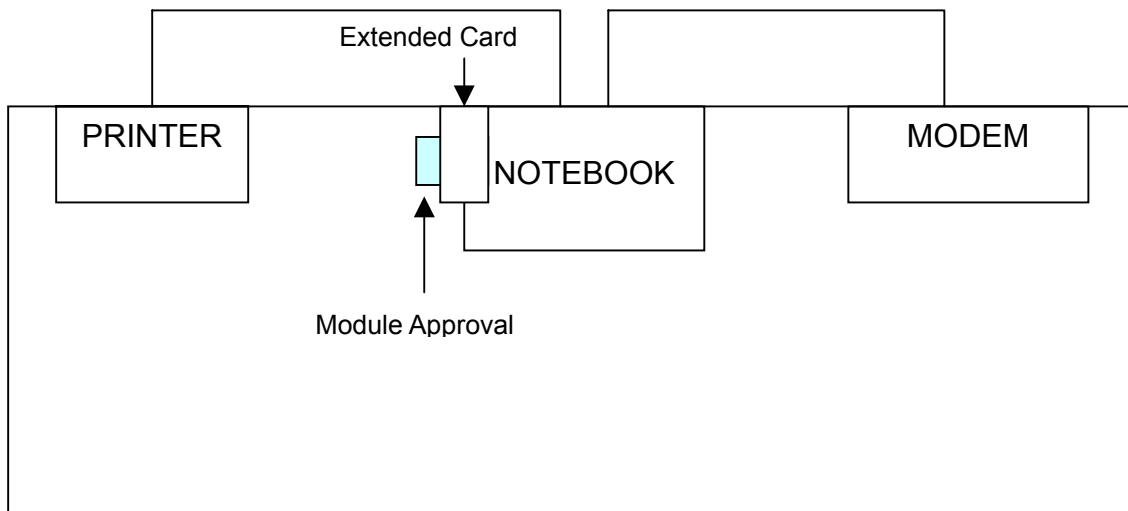 Extended Card
PRINTER
NOTEBOOK
MODEM
Module Approval